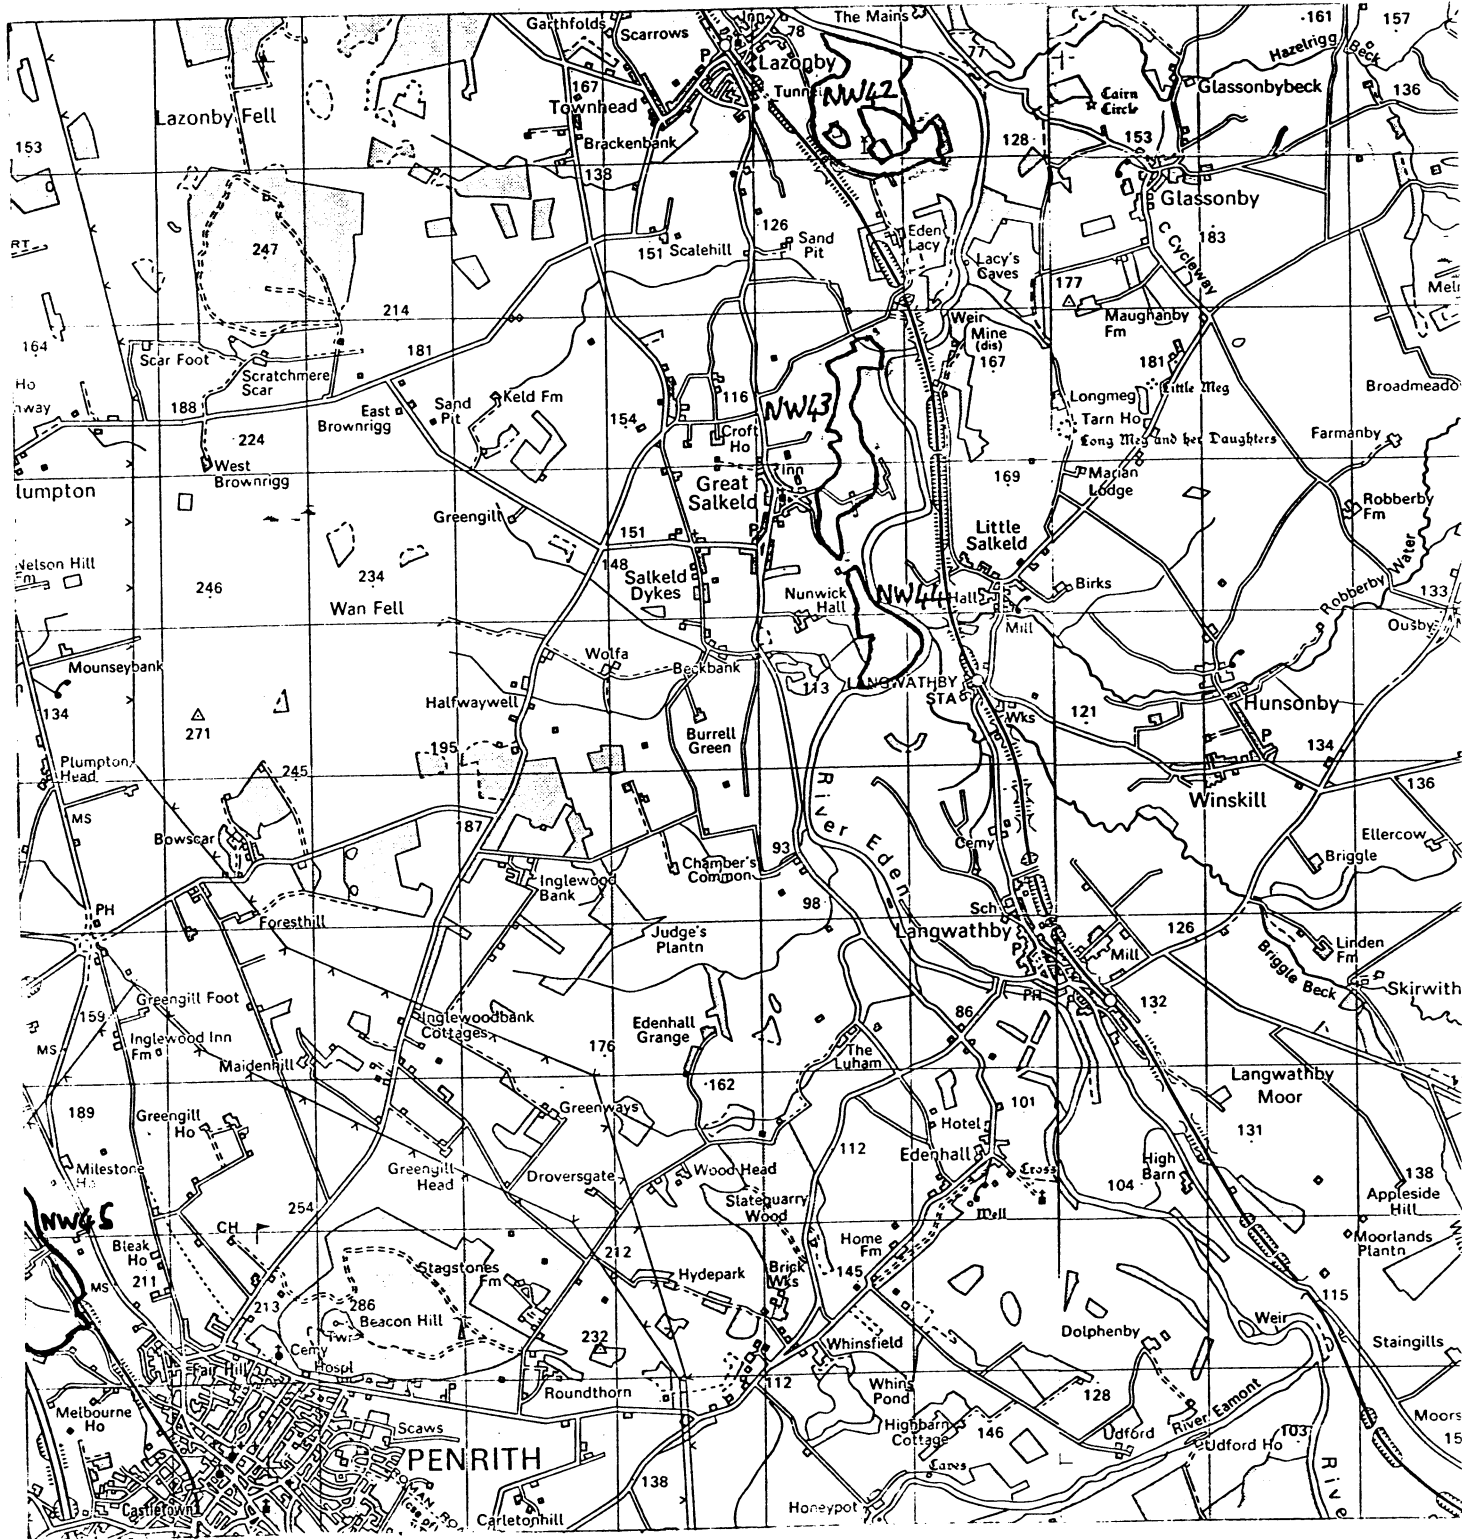 Garthfolds
Scarrows
Inn
78
The Mains
77
161
157
Hazelrigg
Beck
P
Lazonby
Tunnel
NW42
Glassonbybeck
136
Lazonby Fell
167
Townhead
Brackenbank
Cairn
Circle
153
128
153
138
Glassonby
247
126
151
Scalehill
Sand
Pit
Eden
Lacy
Lacy's
Caves
183
C Cycleway
RT
177
Maughanby
Fm
214
164
Scar Foot
181
Scratchmere
Scar
Weir
Mine
(dis)
167
181
Little Meg
Ho
188
East
Brownrigg
Sand
Pit
Keld Fm
154
116
NW43
Croft
Ho
Longmeg
Tarn Ho
Long Meg and her Daughters
Broadmeado
Farmanby
224
West
Brownrigg
lumpton
Great
Salkeld
Inn
169
Marian
Lodge
Robberby
Fm
Greengill
151
P
Little
Salkeld
Nelson Hill
Fm
246
234
Wan Fell
148
Salkeld
Dykes
Nunwick
Hall
NW44
Hall
Birks
Mill
Robberby Water
133
Ousby
Mounseybank
Wolfa
Beckbank
113
LANGWATHBY
STA
134
271
Halfwaywell
195
Burrell
Green
Wks
121
Hunsonby
P
134
Plumpton
Head
MS
245
River Eden
Winskill
136
Bowscar
187
93
Cemy
Ellercow
Briggle
Inglewood
Bank
Chamber's
Common
98
PH
Foresthill
Judge's
Plantn
Sch
Langwathby
P
Mill
126
Linden
Fm
Briggle Beck
Skirwith
Greengill Foot
159
Inglewood Inn
Fm
MS
Inglewoodbank
Cottages
Edenhall
Grange
176
86
PH
132
Maidenhill
The
Luham
162
Langwathby
Moor
189
Greengill
Ho
Greenways
101
Hotel
131
112
Edenhall
Milestone
Ho
Greengill
Head
Droversgate
Wood Head
Slatequarry
Wood
Cross
High
Barn
104
138
Appleside
Hill
NW45
254
CH
Well
Bleak
Ho
211
MS
Home
Fm
Moorlands
Plantn
212
Stagstones
Fm
Hydepark
Brick
Wks
145
213
286
Beacon Hill
Twr
115
Weir
Cemy
Hospl
232
Dolphenby
Staingills
Fair Hill
Whinsfield
Roundthorn
112
Whins
Pond
128
Melbourne
Ho
Scaws
Highbarn
Cottage
146
Udford
River Eamont
Udford Ho
103
Moors
PENRITH
Caves
138
Castletown
Carletonhill
Honeypot